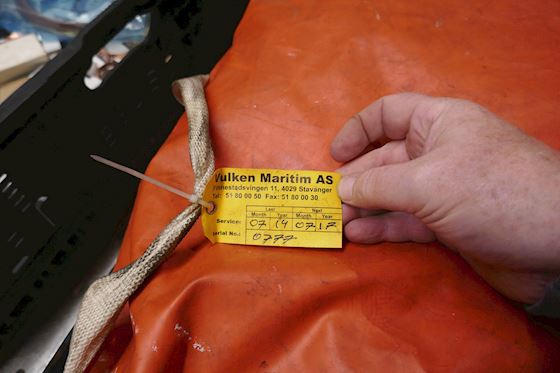 Vulken Maritim AS
Finnestadsvingen 11, 4029 Stavanger
Tel: 51 80 00 50 Fax: 51 80 00 30
Last Next
Month Year Month Year
Service: 07 14 07 17
Serial No.: 0777